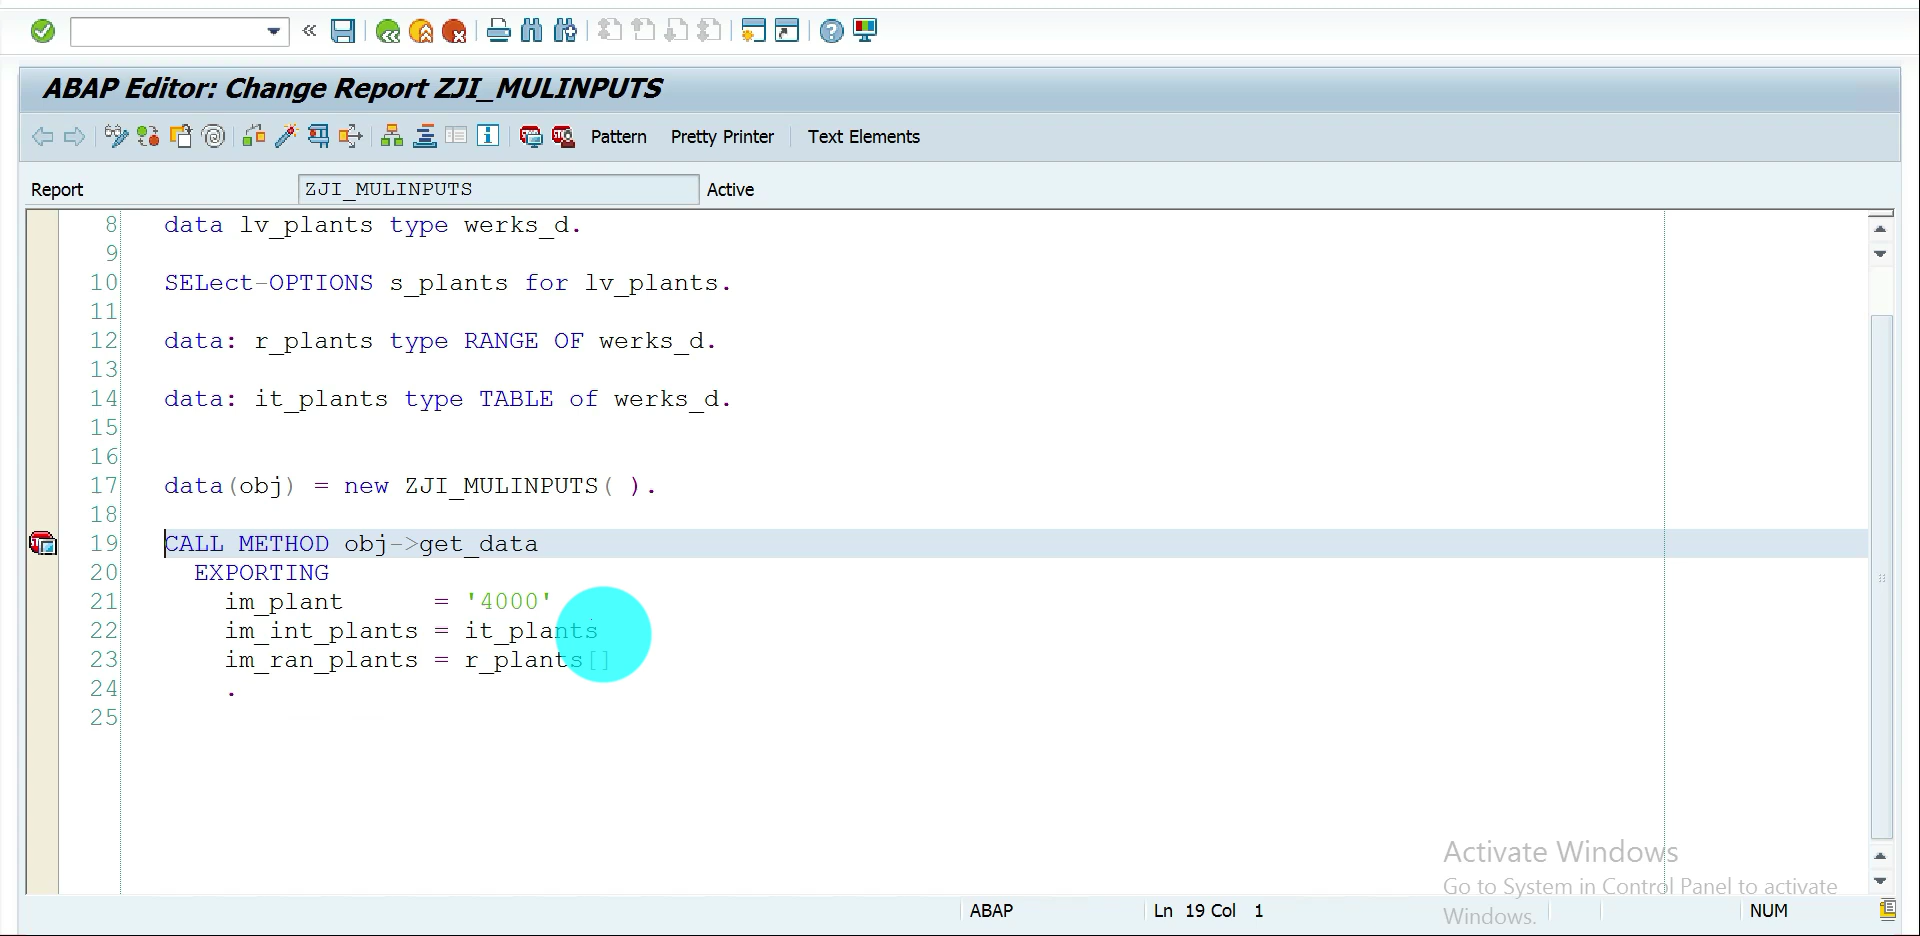 ABAP Editor: Change Report ZJI_MULINPUTS
Pattern Pretty Printer Text Elements
Report ZJI_MULINPUTS Active
8 data lv_plants type werks_d.
9
10 SELect-OPTIONS s_plants for lv_plants.
11
12 data: r_plants type RANGE OF werks_d.
13
14 data: it_plants type TABLE of werks_d.
15
16
17 data(obj) = new ZJI_MULINPUTS( ).
18
19 CALL METHOD obj->get_data
20 EXPORTING
21 im_plant = '4000'
22 im_int_plants = it_plants
23 im_ran_plants = r_plants[]
24 .
25
Activate Windows
Go to System in Control Panel to activate
Windows.
ABAP Ln 19 Col 1 NUM